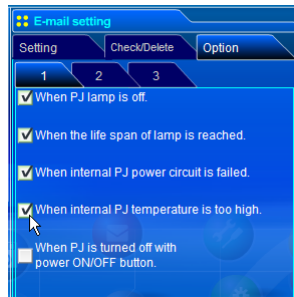 E-mail setting
Setting Check/Delete Option
1 2 3
When PJ lamp is off.
When the life span of lamp is reached.
When internal PJ power circuit is failed.
When internal PJ temperature is too high.
When PJ is turned off with
power ON/OFF button.